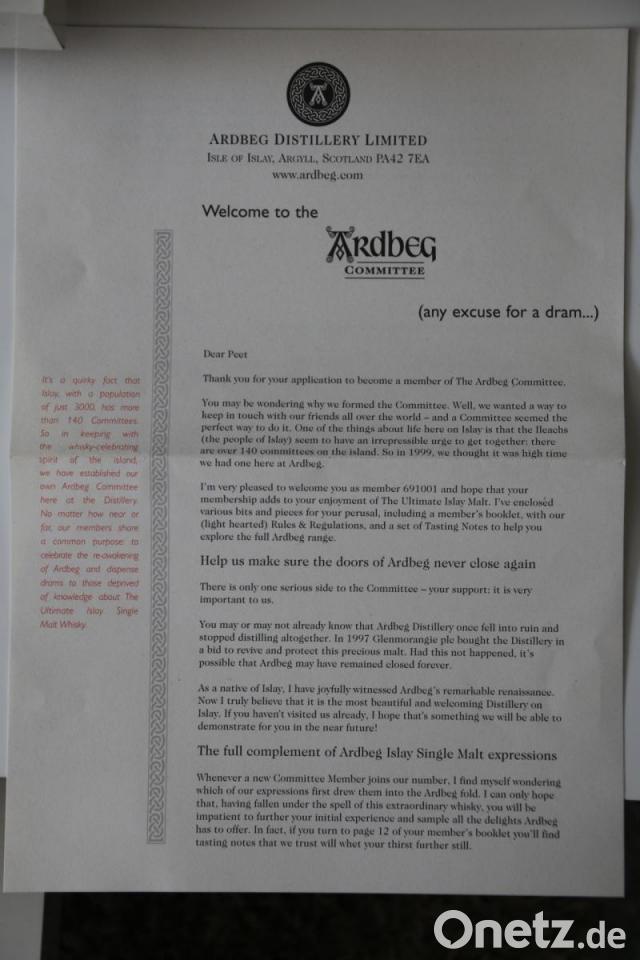 ARDBEG DISTILLERY LIMITED
ISLE OF ISLAY, ARGYLL, SCOTLAND PA42 7EA
www.ardbeg.com
Welcome to the
ARDBEG
COMMITTEE
(any excuse for a dram...)
Dear Peet
Thank you for your application to become a member of The Ardbeg Committee.
You may be wondering why we formed the Committee. Well, we wanted a way to
keep in touch with our friends all over the world – and a Committee seemed the
perfect way to do it. One of the things about life here on Islay is that the Ileachs
(the people of Islay) seem to have an irrepressible urge to get together: there
are over 140 committees on the island. So in 1999, we thought it was high time
we had one here at Ardbeg.
I'm very pleased to welcome you as member 691001 and hope that your
membership adds to your enjoyment of The Ultimate Islay Malt. I've enclosed
various bits and pieces for your perusal, including a member's booklet, with our
(light hearted) Rules & Regulations, and a set of Tasting Notes to help you
explore the full Ardbeg range.
Help us make sure the doors of Ardbeg never close again
There is only one serious side to the Committee – your support: it is very
important to us.
You may or may not already know that Ardbeg Distillery once fell into ruin and
stopped distilling altogether. In 1997 Glenmorangie plc bought the Distillery in
a bid to revive and protect this precious malt. Had this not happened, it's
possible that Ardbeg may have remained closed forever.
As a native of Islay, I have joyfully witnessed Ardbeg's remarkable renaissance.
Now I truly believe that it is the most beautiful and welcoming Distillery on
Islay. If you haven't visited us already, I hope that's something we will be able to
demonstrate for you in the near future!
The full complement of Ardbeg Islay Single Malt expressions
Whenever a new Committee Member joins our number, I find myself wondering
which of our expressions first drew them into the Ardbeg fold. I can only hope
that, having fallen under the spell of this extraordinary whisky, you will be
impatient to further your initial experience and sample all the delights Ardbeg
has to offer. In fact, if you turn to page 12 of your member's booklet you'll find
tasting notes that we trust will whet your thirst further still.
It's a quirky fact that
Islay, with a population
of just 3000, has more
than 140 Committees.
So in keeping with
the whisky-celebrating
spirit of the island,
we have established our
own Ardbeg Committee
here at the Distillery.
No matter how near or
far, our members share
a common purpose: to
celebrate the re-awakening
of Ardbeg and dispense
drams to those deprived
of knowledge about The
Ultimate Islay Single
Malt Whisky.
Onetz.de